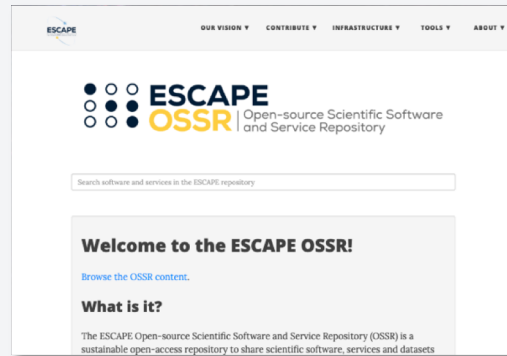 ESCAPE
OUR VISION ▼ CONTRIBUTE ▼ INFRASTRUCTURE ▼ TOOLS ▼ ABOUT ▼
ESCAPE
OSSR | Open-source Scientific Software
and Service Repository
Search software and services in the ESCAPE repository
Welcome to the ESCAPE OSSR!
Browse the OSSR content.
What is it?
The ESCAPE Open-source Scientific Software and Service Repository (OSSR) is a
sustainable open-access repository to share scientific software, services and datasets